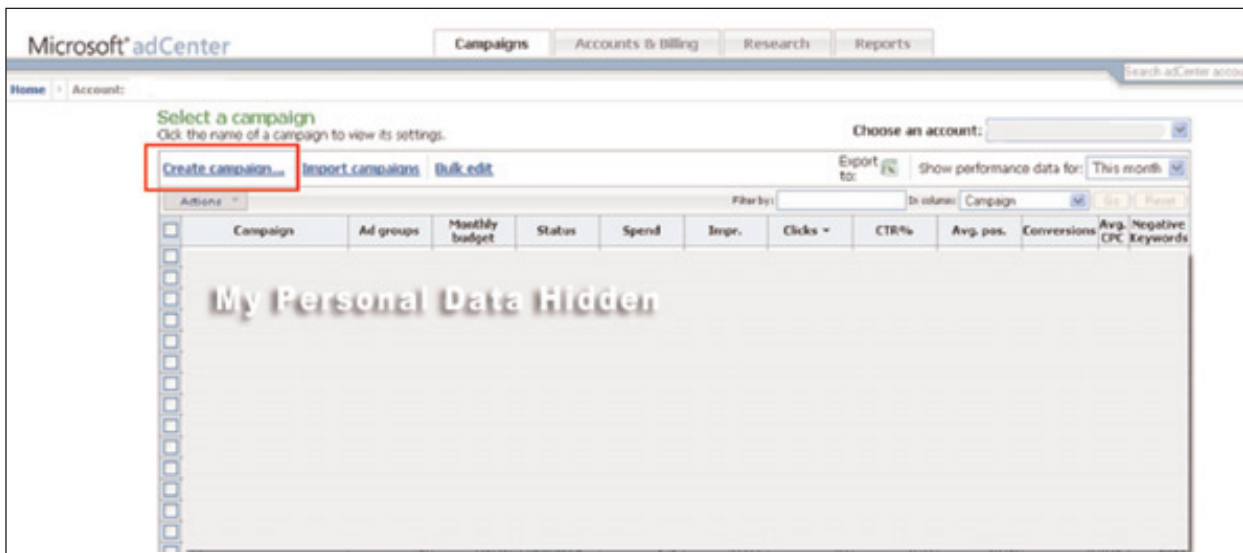 Microsoft® adCenter
Campaigns Accounts & Billing Research Reports
Search adCenter accou
Home Account:
Select a campaign
Click the name of a campaign to view its settings.
Choose an account:
Create campaign... Import campaigns Bulk edit Export to: Show performance data for: This month
Actions Filter by: In column: Campaign Go Reset
Campaign Ad groups Monthly budget Status Spend Impr. Clicks CTR% Avg. pos. Conversions Avg. CPC Negative Keywords
My Personal Data Hidden